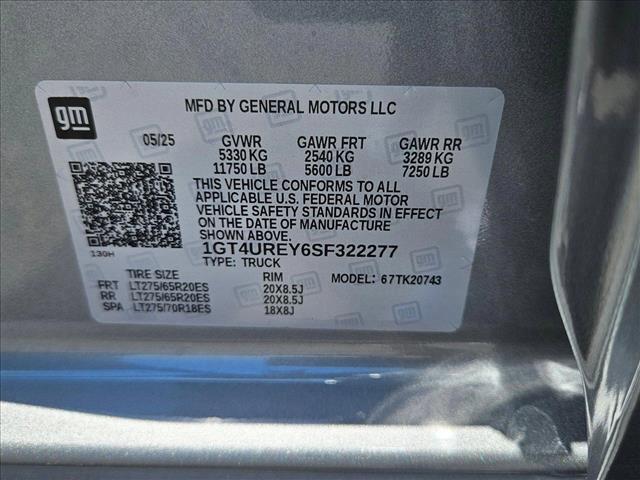 gm
MFD BY GENERAL MOTORS LLC
05/25 GVWR GAWR FRT GAWR RR
5330 KG 2540 KG 3289 KG
11750 LB 5600 LB 7250 LB
THIS VEHICLE CONFORMS TO ALL
APPLICABLE U.S. FEDERAL MOTOR
VEHICLE SAFETY STANDARDS IN EFFECT
ON THE DATE OF MANUFACTURE
SHOWN ABOVE.
1GT4UREY6SF322277
130H
TYPE: TRUCK
TIRE SIZE RIM MODEL: 67TK20743
FRT LT275/65R20ES 20X8.5J
RR LT275/65R20ES 20X8.5J
SPA LT275/70R18ES 18X8J